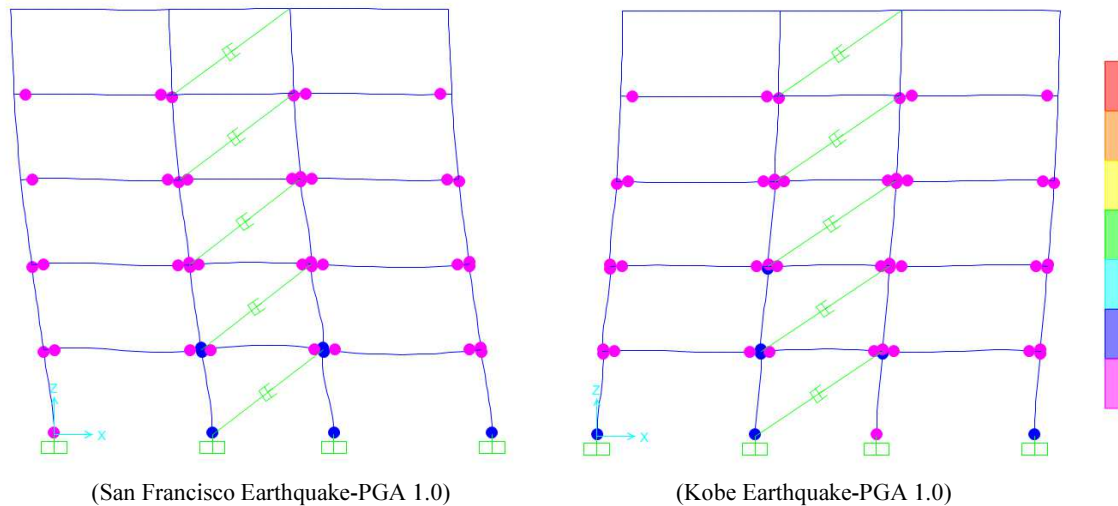 Z
X
Z
X
(San Francisco Earthquake-PGA 1.0)
(Kobe Earthquake-PGA 1.0)